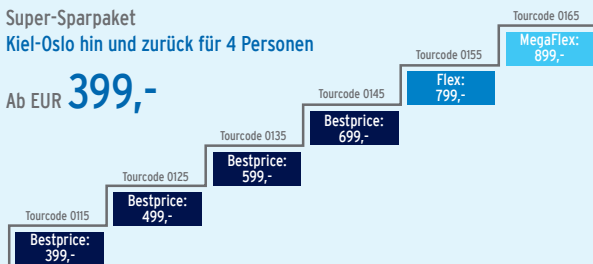 Super-Sparpaket
Kiel-Oslo hin und zurück für 4 Personen
Ab EUR 399,-
Tourcode 0165
MegaFlex:
899,-
Tourcode 0155
Flex:
799,-
Tourcode 0145
Bestprice:
699,-
Tourcode 0135
Bestprice:
599,-
Tourcode 0125
Bestprice:
499,-
Tourcode 0115
Bestprice:
399,-